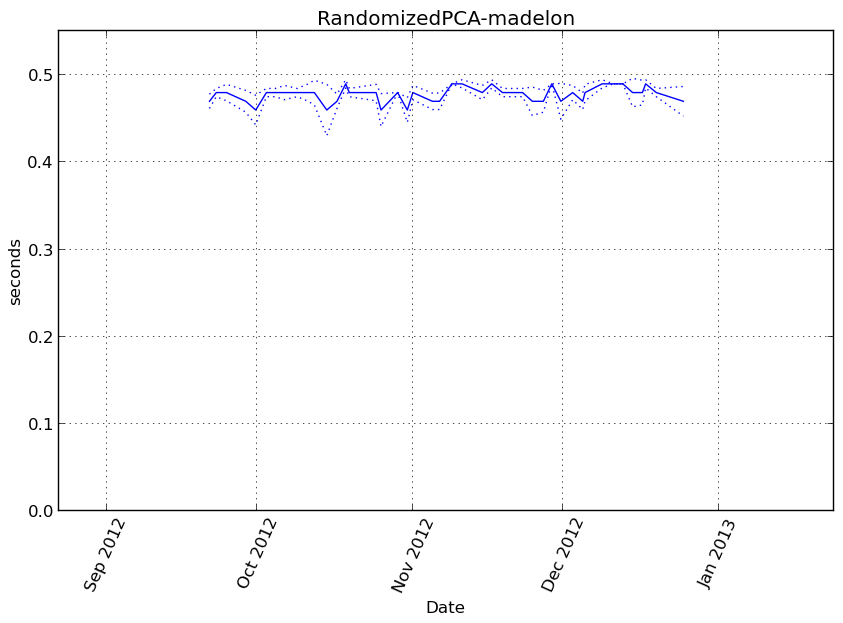 RandomizedPCA-madelon
0.5
0.4
0.3
0.2
0.1
0.0
seconds
Sep 2012
Oct 2012
Nov 2012
Dec 2012
Jan 2013
Date